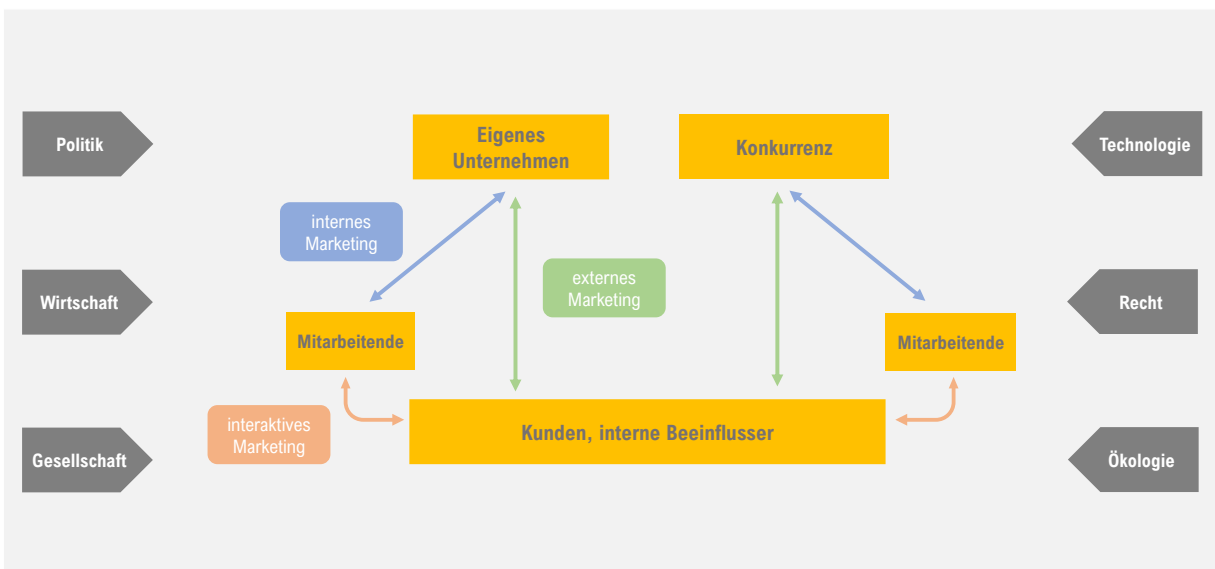 Politik
Eigenes
Unternehmen
Konkurrenz
Technologie
internes
Marketing
externes
Marketing
Wirtschaft
Recht
Mitarbeitende
Mitarbeitende
interaktives
Marketing
Kunden, interne Beeinflusser
Gesellschaft
Ökologie